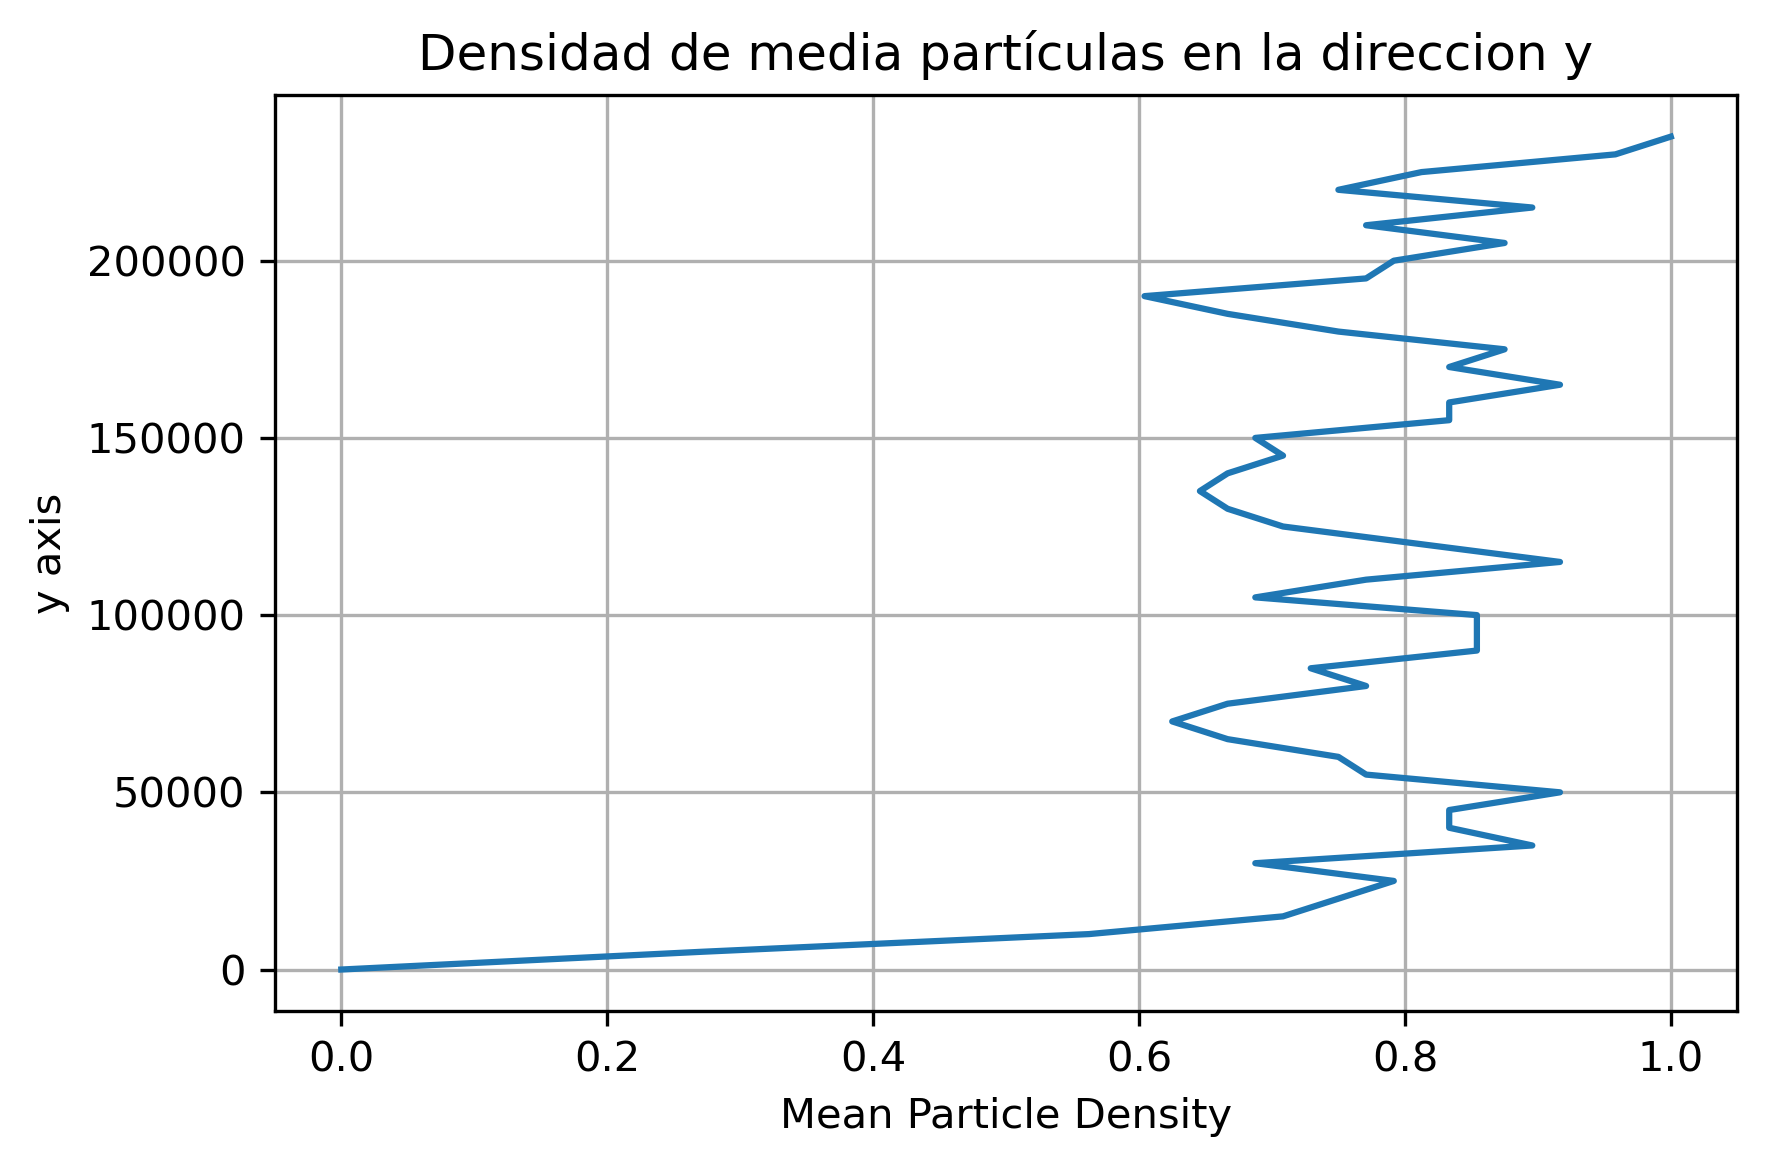 Densidad de media partículas en la direccion y
y axis
200000
150000
100000
50000
0
0.0 0.2 0.4 0.6 0.8 1.0
Mean Particle Density